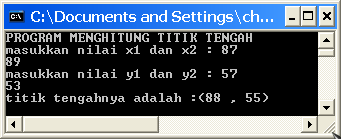 C:\Documents and Settings\ch...
PROGRAM MENGHITUNG TITIK TENGAH
masukkan nilai x1 dan x2 : 87
89
masukkan nilai y1 dan y2 : 57
53
titik tengahnya adalah :(88 , 55)